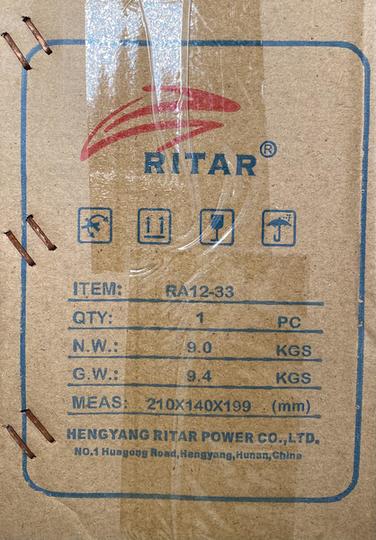 RITAR®
ITEM: RA12-33
QTY: 1 PC
N.W.: 9.0 KGS
G.W.: 9.4 KGS
MEAS: 210X140X199 (mm)
HENGYANG RITAR POWER CO.,LTD.
NO.1 Huagong Road,Hengyang,Hunan,China